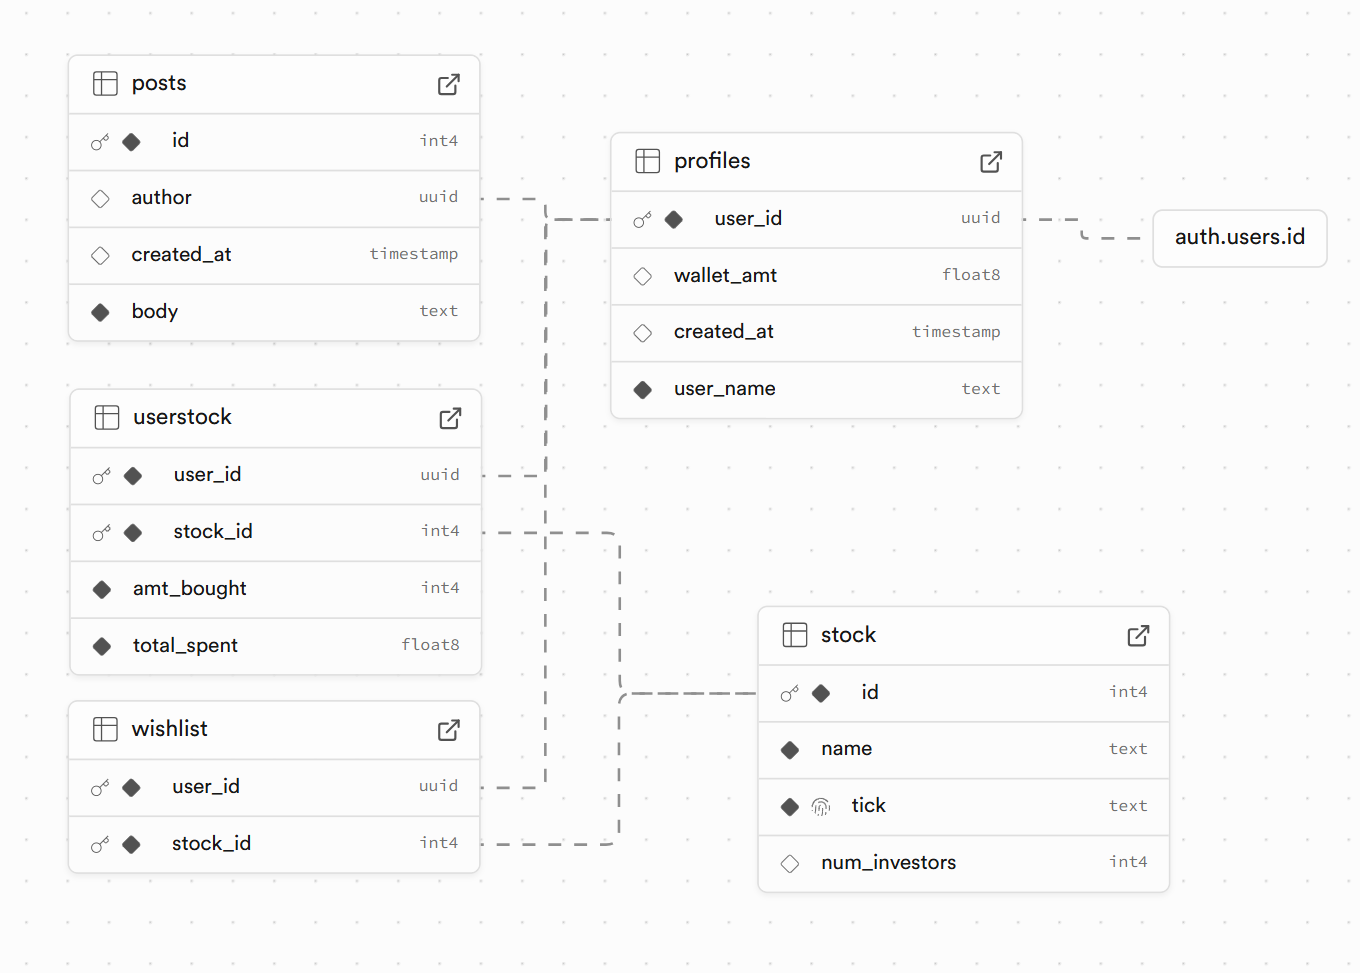 posts
id int4
author uuid
created_at timestamp
body text
profiles
user_id uuid
wallet_amt float8
created_at timestamp
user_name text
auth.users.id
userstock
user_id uuid
stock_id int4
amt_bought int4
total_spent float8
wishlist
user_id uuid
stock_id int4
stock
id int4
name text
tick text
num_investors int4